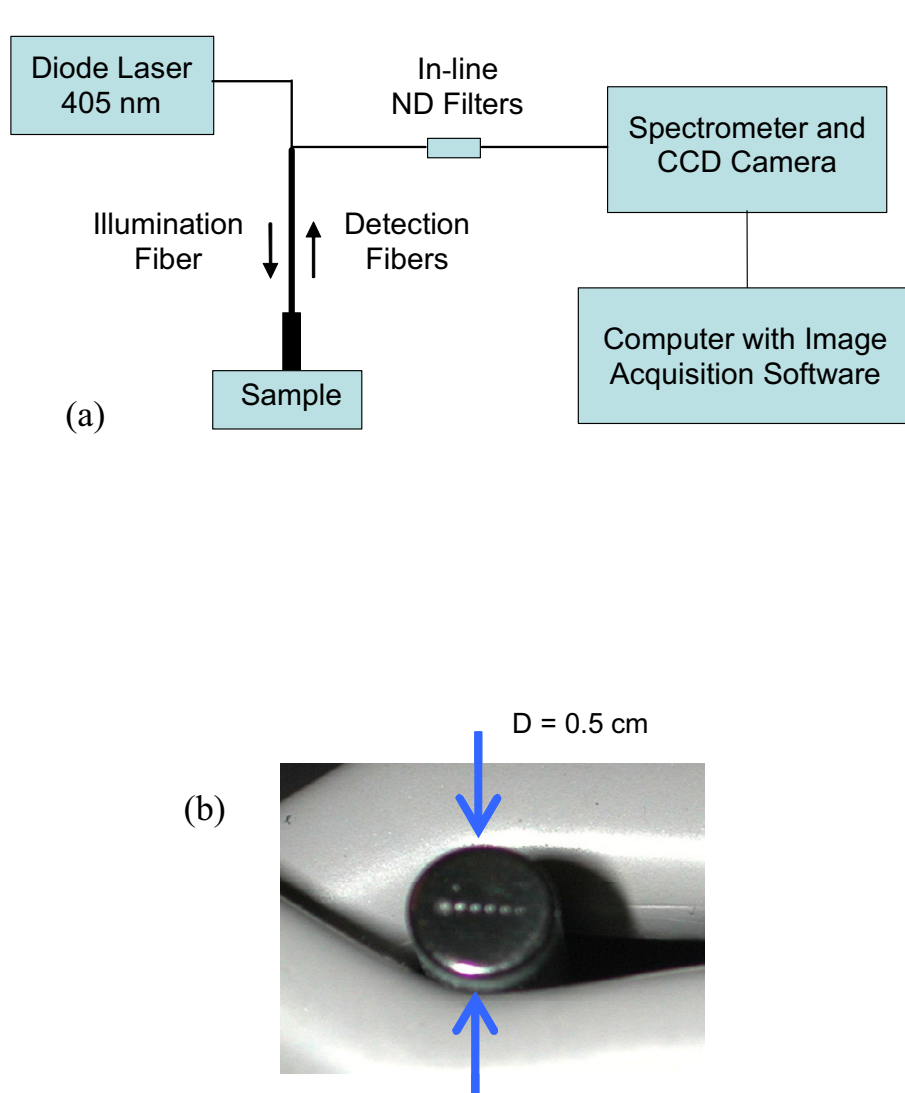 Diode Laser
405 nm
In-line
ND Filters
Spectrometer and
CCD Camera
Illumination
Fiber
Detection
Fibers
Computer with Image
Acquisition Software
Sample
(a)
D = 0.5 cm
(b)